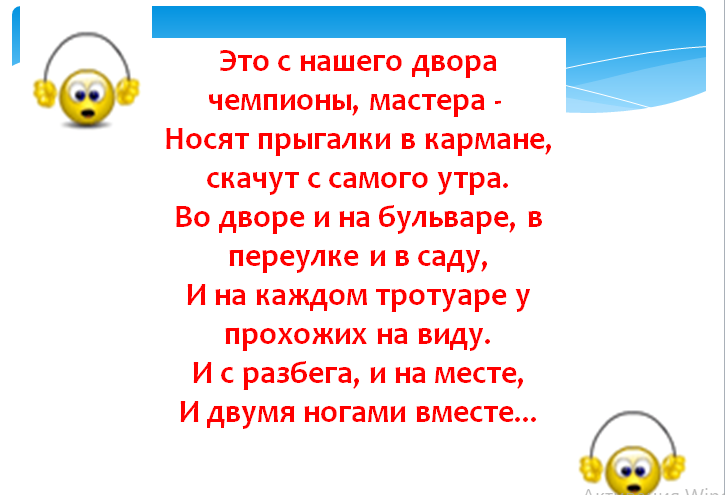 Это с нашего двора
чемпионы, мастера -
Носят прыгалки в кармане,
скачут с самого утра.
Во дворе и на бульваре, в
переулке и в саду,
И на каждом тротуаре у
прохожих на виду.
И с разбега, и на месте,
И двумя ногами вместе...